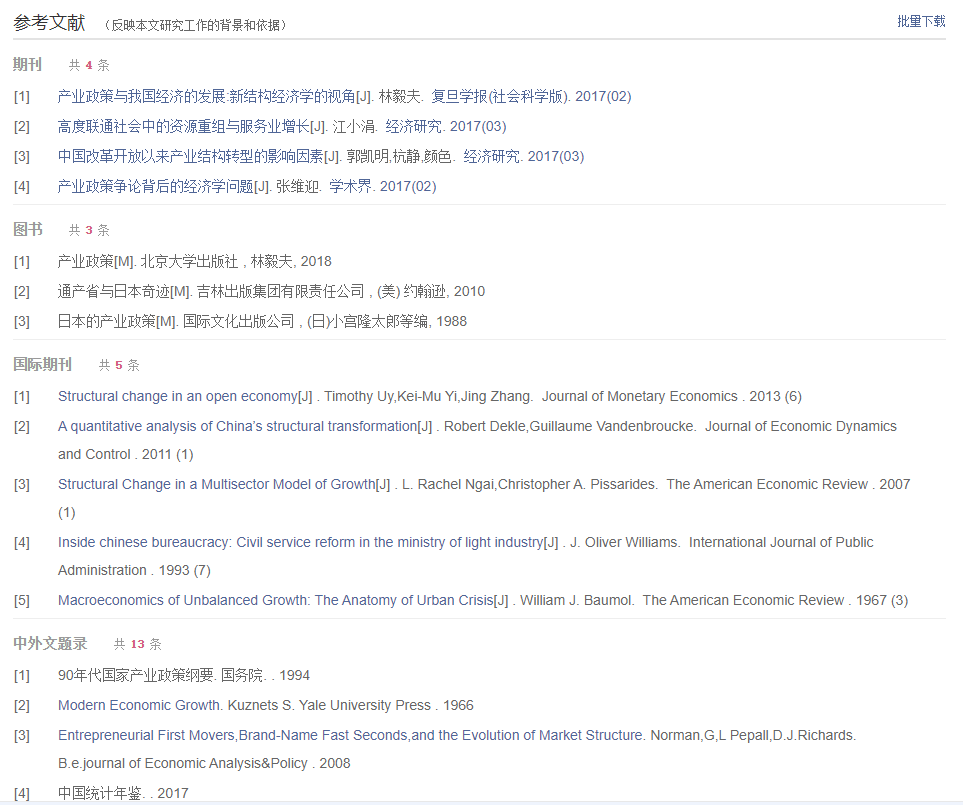 参考文献 （反映本文研究工作的背景和依据） 批量下载
期刊 共 4 条
[1] 产业政策与我国经济的发展:新结构经济学的视角[J]. 林毅夫. 复旦学报(社会科学版). 2017(02)
[2] 高度联通社会中的资源重组与服务业增长[J]. 江小涓. 经济研究. 2017(03)
[3] 中国改革开放以来产业结构转型的影响因素[J]. 郭凯明,杭静,颜色. 经济研究. 2017(03)
[4] 产业政策争论背后的经济学问题[J]. 张维迎. 学术界. 2017(02)
图书 共 3 条
[1] 产业政策[M]. 北京大学出版社 , 林毅夫, 2018
[2] 通产省与日本奇迹[M]. 吉林出版集团有限责任公司 , (美) 约翰逊, 2010
[3] 日本的产业政策[M]. 国际文化出版公司 , (日)小宫隆太郎等编, 1988
国际期刊 共 5 条
[1] Structural change in an open economy[J] . Timothy Uy,Kei-Mu Yi,Jing Zhang. Journal of Monetary Economics . 2013 (6)
[2] A quantitative analysis of China’s structural transformation[J] . Robert Dekle,Guillaume Vandenbroucke. Journal of Economic Dynamics
and Control . 2011 (1)
[3] Structural Change in a Multisector Model of Growth[J] . L. Rachel Ngai,Christopher A. Pissarides. The American Economic Review . 2007
(1)
[4] Inside chinese bureaucracy: Civil service reform in the ministry of light industry[J] . J. Oliver Williams. International Journal of Public
Administration . 1993 (7)
[5] Macroeconomics of Unbalanced Growth: The Anatomy of Urban Crisis[J] . William J. Baumol. The American Economic Review . 1967 (3)
中外文题录 共 13 条
[1] 90年代国家产业政策纲要. 国务院. . 1994
[2] Modern Economic Growth. Kuznets S. Yale University Press . 1966
[3] Entrepreneurial First Movers,Brand-Name Fast Seconds,and the Evolution of Market Structure. Norman,G,L Pepall,D.J.Richards.
B.e.journal of Economic Analysis&Policy . 2008
[4] 中国统计年鉴. . 2017